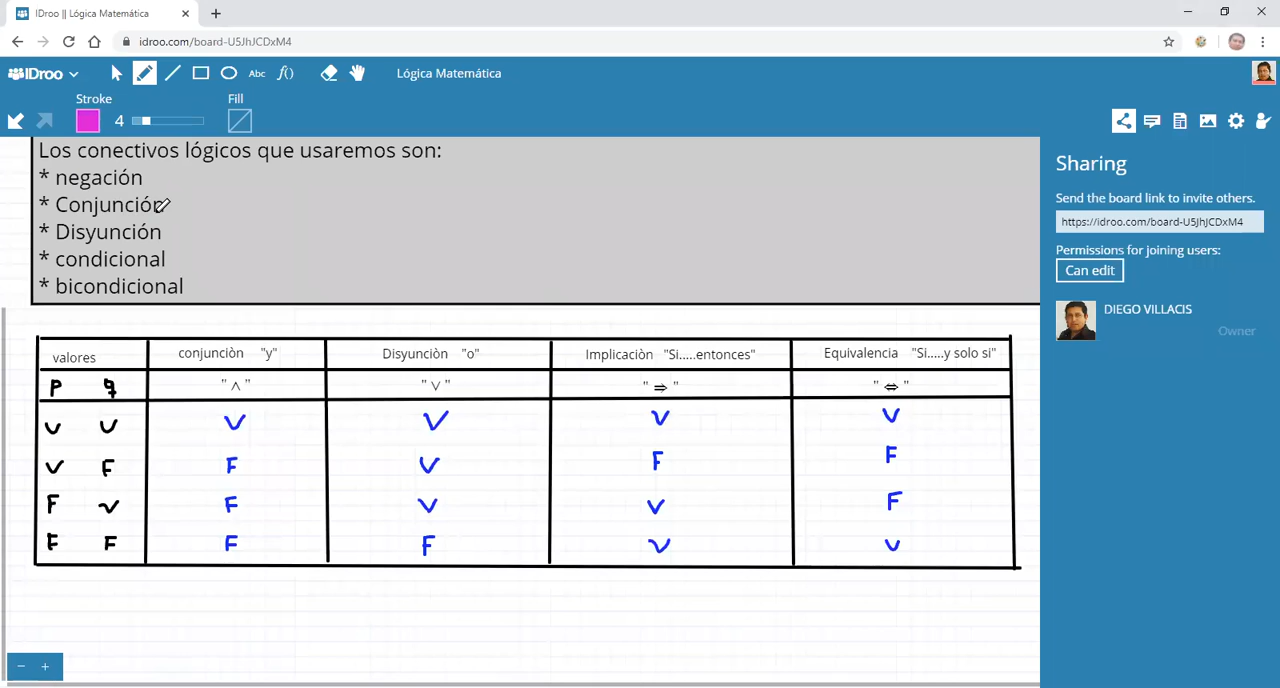 IDroo || Lógica Matemática
idroo.com/board-U5JhJCDxM4
IDroo
Abc
f()
Lógica Matemática
Stroke
Fill
4
Los conectivos lógicos que usaremos son:
* negación
* Conjunción
* Disyunción
* condicional
* bicondicional
valores conjunciòn "y" Disyunciòn "o" Implicaciòn "Si.....entonces" Equivalencia "Si.....y solo si"
p q " ∧ " " ∨ " " ⇒ " " ⇔ "
V V V V V V
V F F V F F
F V F V V F
F F F F V V
Sharing
Send the board link to invite others.
https://idroo.com/board-U5JhJCDxM4
Permissions for joining users:
Can edit
DIEGO VILLACIS
Owner